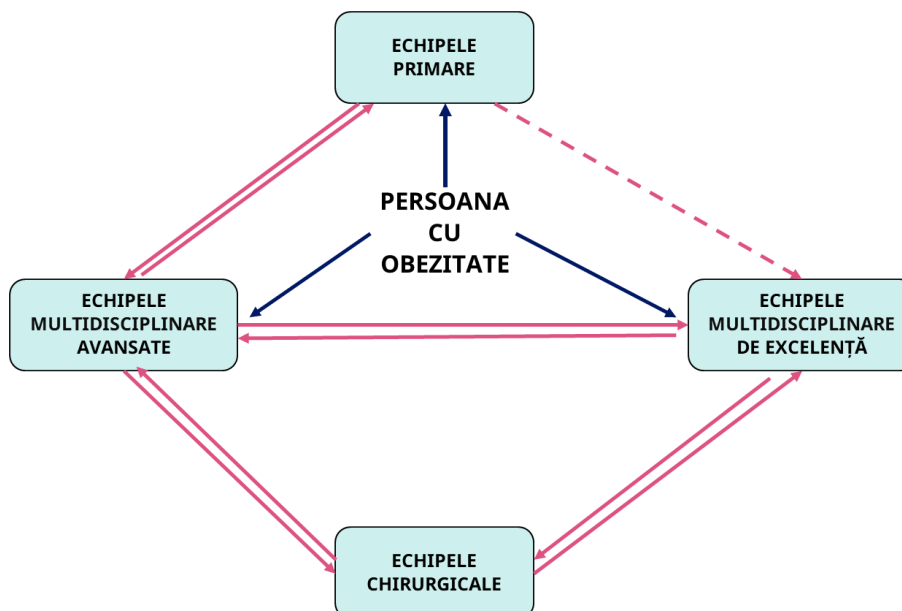 ECHIPELE
PRIMARE
PERSOANA
CU
OBEZITATE
ECHIPELE
MULTIDISCIPLINARE
AVANSATE
ECHIPELE
MULTIDISCIPLINARE
DE EXCELENȚĂ
ECHIPELE
CHIRURGICALE